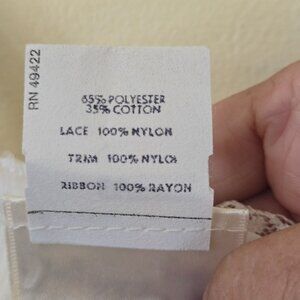 RN 49422
65% POLYESTER
35% COTTON
LACE 100% NYLON
TRIM 100% NYLON
RIBBON 100% RAYON